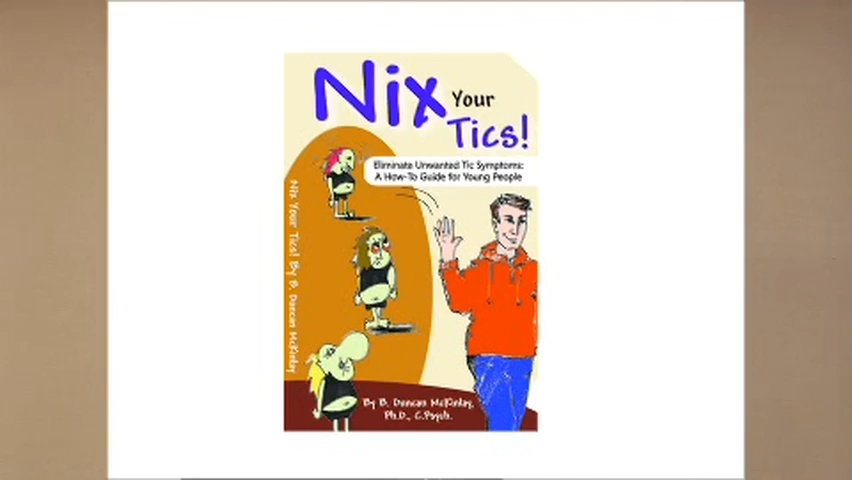 Nix Your
Tics!
Eliminate Unwanted Tic Symptoms:
A How-To Guide for Young People
Nix Your Tics! By B. Duncan McKinlay
By B. Duncan McKinlay,
Ph.D., C.Psych.